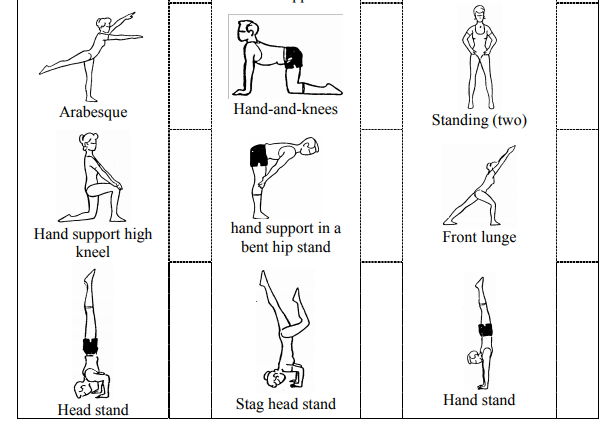 Arabesque
Hand-and-knees
Standing (two)
Hand support high
kneel
hand support in a
bent hip stand
Front lunge
Head stand
Stag head stand
Hand stand